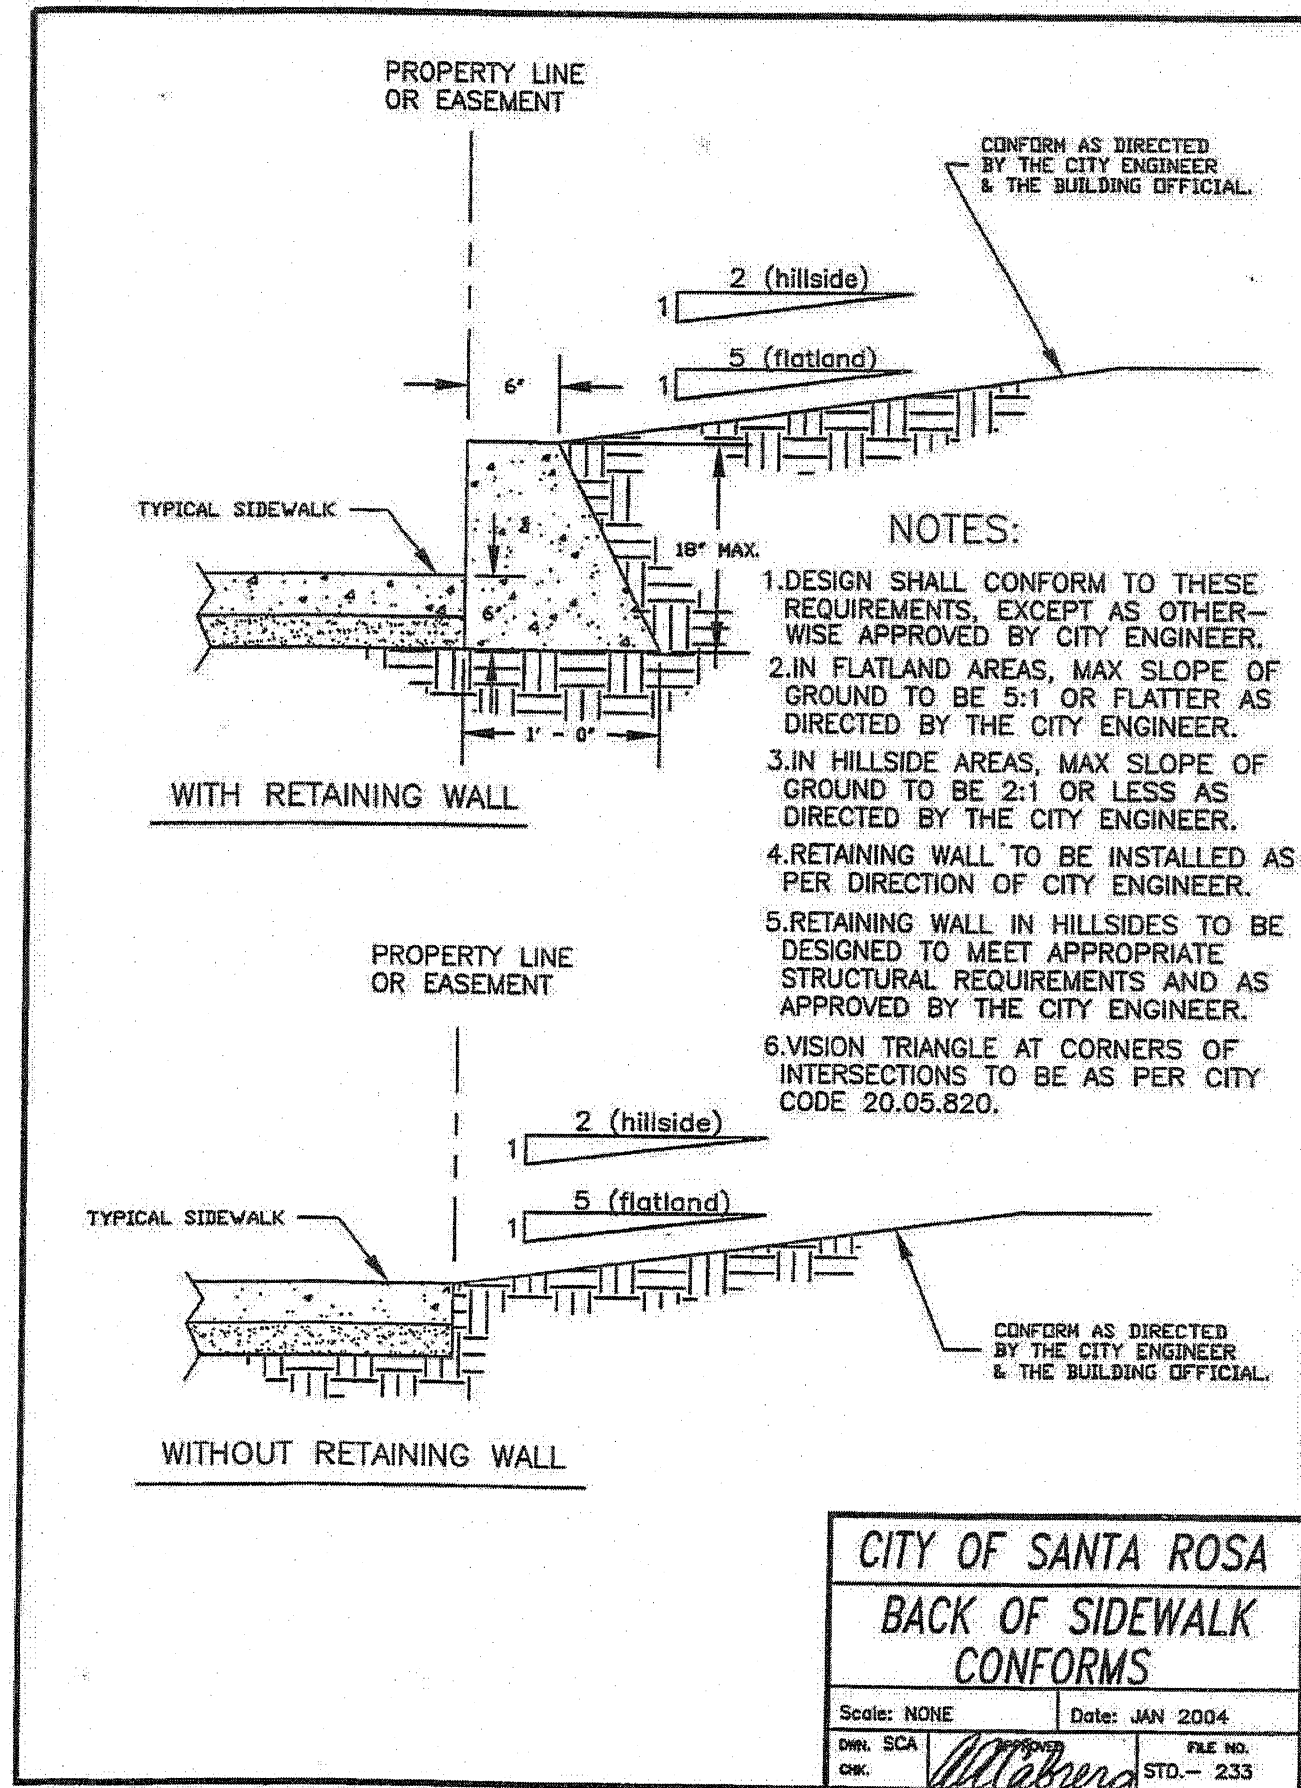 PROPERTY LINE
OR EASEMENT
CONFORM AS DIRECTED
BY THE CITY ENGINEER
& THE BUILDING OFFICIAL.
2 (hillside)
1
5 (flatland)
1
6"
TYPICAL SIDEWALK
18" MAX.
6"
1' - 0"
WITH RETAINING WALL
NOTES:
1.DESIGN SHALL CONFORM TO THESE
REQUIREMENTS, EXCEPT AS OTHER-
WISE APPROVED BY CITY ENGINEER.
2.IN FLATLAND AREAS, MAX SLOPE OF
GROUND TO BE 5:1 OR FLATTER AS
DIRECTED BY THE CITY ENGINEER.
3.IN HILLSIDE AREAS, MAX SLOPE OF
GROUND TO BE 2:1 OR LESS AS
DIRECTED BY THE CITY ENGINEER.
4.RETAINING WALL TO BE INSTALLED AS
PER DIRECTION OF CITY ENGINEER.
5.RETAINING WALL IN HILLSIDES TO BE
DESIGNED TO MEET APPROPRIATE
STRUCTURAL REQUIREMENTS AND AS
APPROVED BY THE CITY ENGINEER.
6.VISION TRIANGLE AT CORNERS OF
INTERSECTIONS TO BE AS PER CITY
CODE 20.05.820.
PROPERTY LINE
OR EASEMENT
2 (hillside)
1
5 (flatland)
1
TYPICAL SIDEWALK
CONFORM AS DIRECTED
BY THE CITY ENGINEER
& THE BUILDING OFFICIAL.
WITHOUT RETAINING WALL
CITY OF SANTA ROSA
BACK OF SIDEWALK
CONFORMS
Scale: NONE
Date: JAN 2004
DWN. SCA
CHK.
APPROVED
FILE NO.
STD.- 233